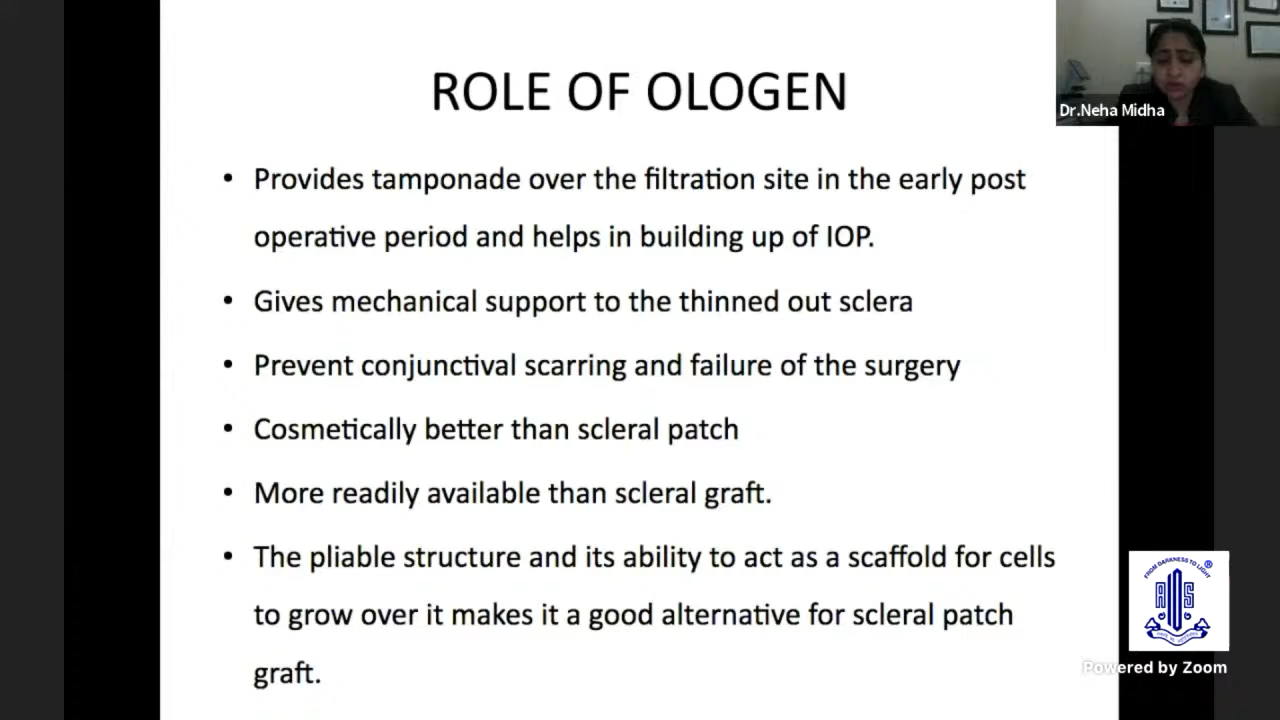 ROLE OF OLOGEN
Dr.Neha Midha
• Provides tamponade over the filtration site in the early post
operative period and helps in building up of IOP.
• Gives mechanical support to the thinned out sclera
• Prevent conjunctival scarring and failure of the surgery
• Cosmetically better than scleral patch
• More readily available than scleral graft.
• The pliable structure and its ability to act as a scaffold for cells
to grow over it makes it a good alternative for scleral patch
graft.
FROM DARKNESS TO LIGHT
®
Powered by Zoom